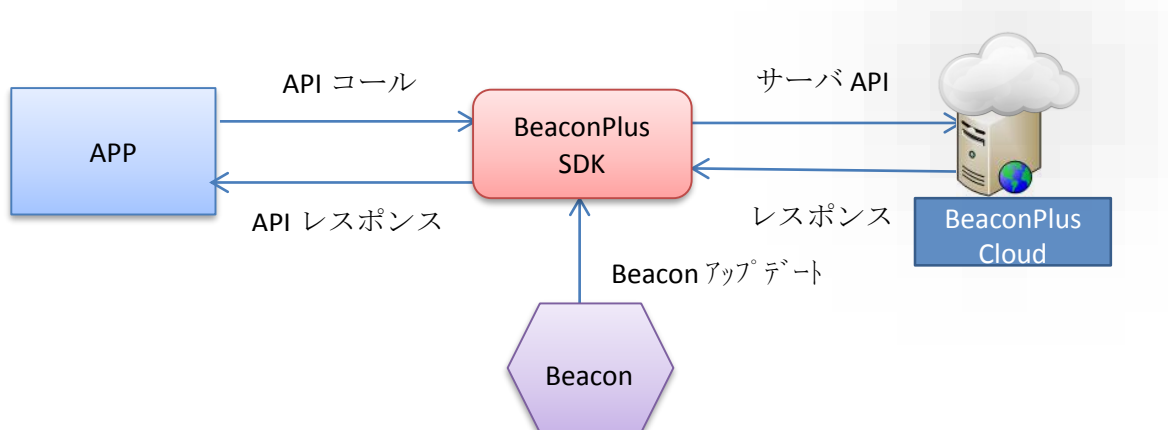 API コール
サーバ API
APP
BeaconPlus
SDK
API レスポンス
レスポンス
BeaconPlus
Cloud
Beacon ｱｯﾌﾟﾃﾞｰﾄ
Beacon